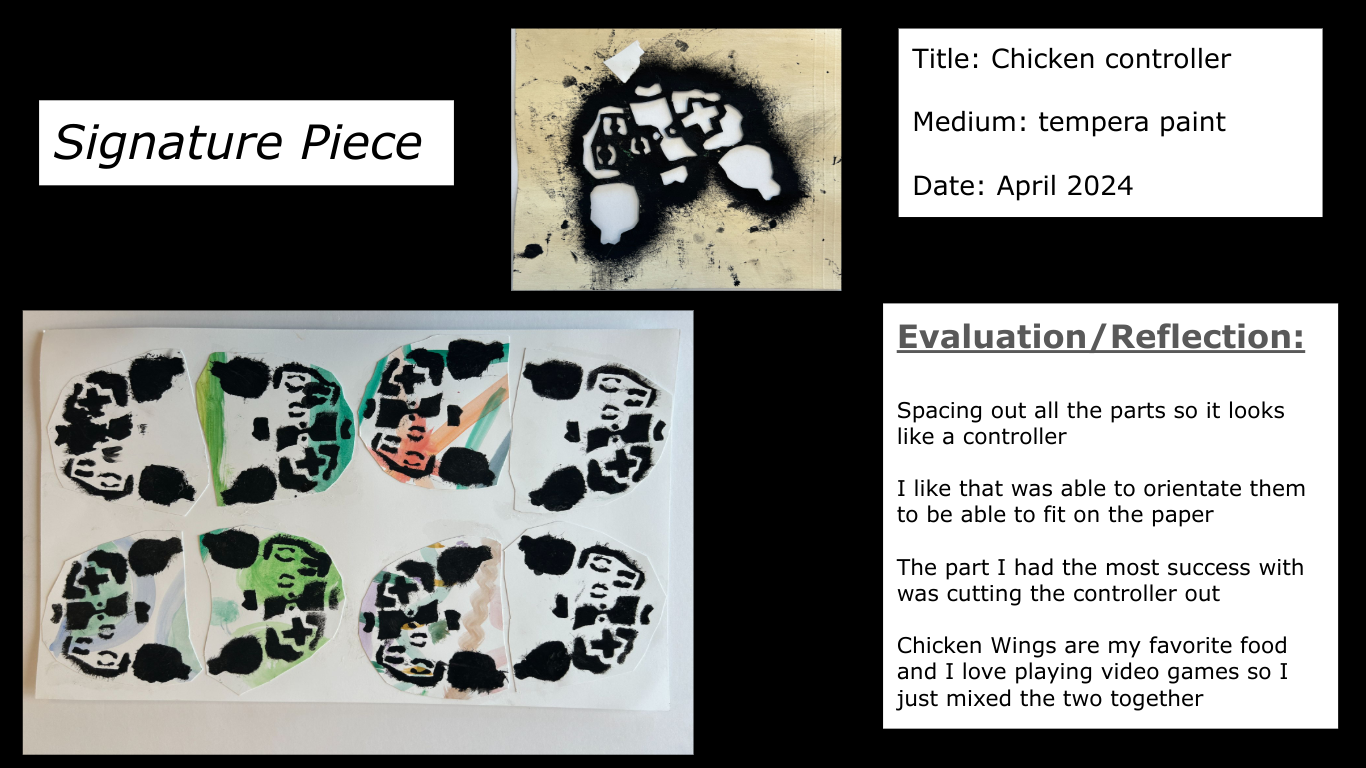 Signature Piece
Title: Chicken controller
Medium: tempera paint
Date: April 2024
Evaluation/Reflection:
Spacing out all the parts so it looks
like a controller
I like that was able to orientate them
to be able to fit on the paper
The part I had the most success with
was cutting the controller out
Chicken Wings are my favorite food
and I love playing video games so I
just mixed the two together